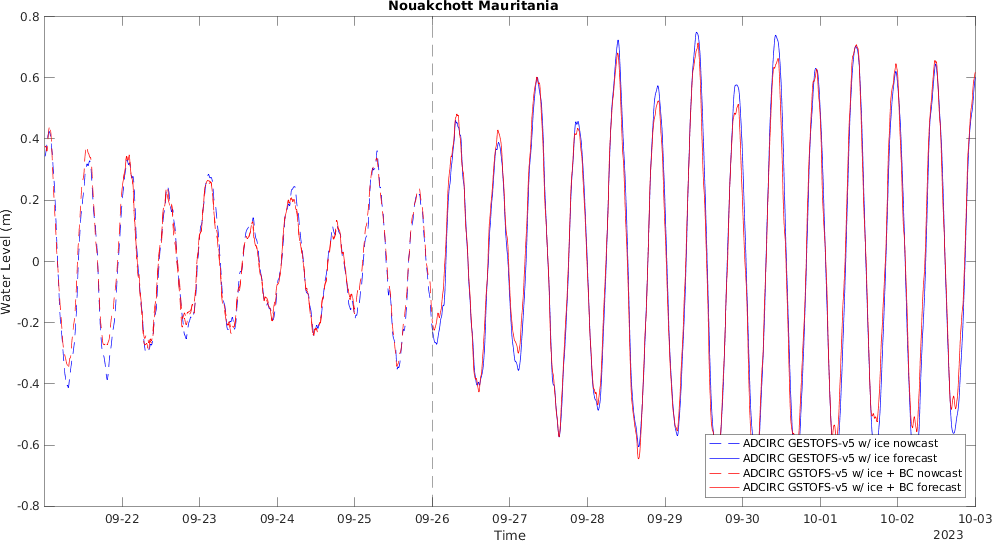 Nouakchott Mauritania
0.8
0.6
0.4
0.2
0
-0.2
-0.4
-0.6
-0.8
Water Level (m)
ADCIRC GESTOFS-v5 w/ ice nowcast
ADCIRC GESTOFS-v5 w/ ice forecast
ADCIRC GSTOFS-v5 w/ ice + BC nowcast
ADCIRC GSTOFS-v5 w/ ice + BC forecast
09-22 09-23 09-24 09-25 09-26 09-27 09-28 09-29 09-30 10-01 10-02 10-03
Time
2023